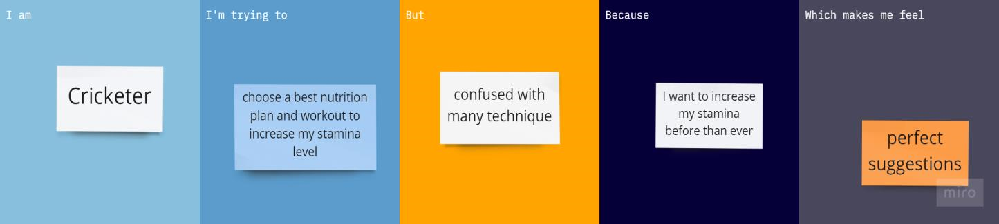 I am
Cricketer
I'm trying to
choose a best nutrition
plan and workout to
increase my stamina
level
But
confused with
many technique
Because
I want to increase
my stamina
before than ever
Which makes me feel
perfect
suggestions
miro